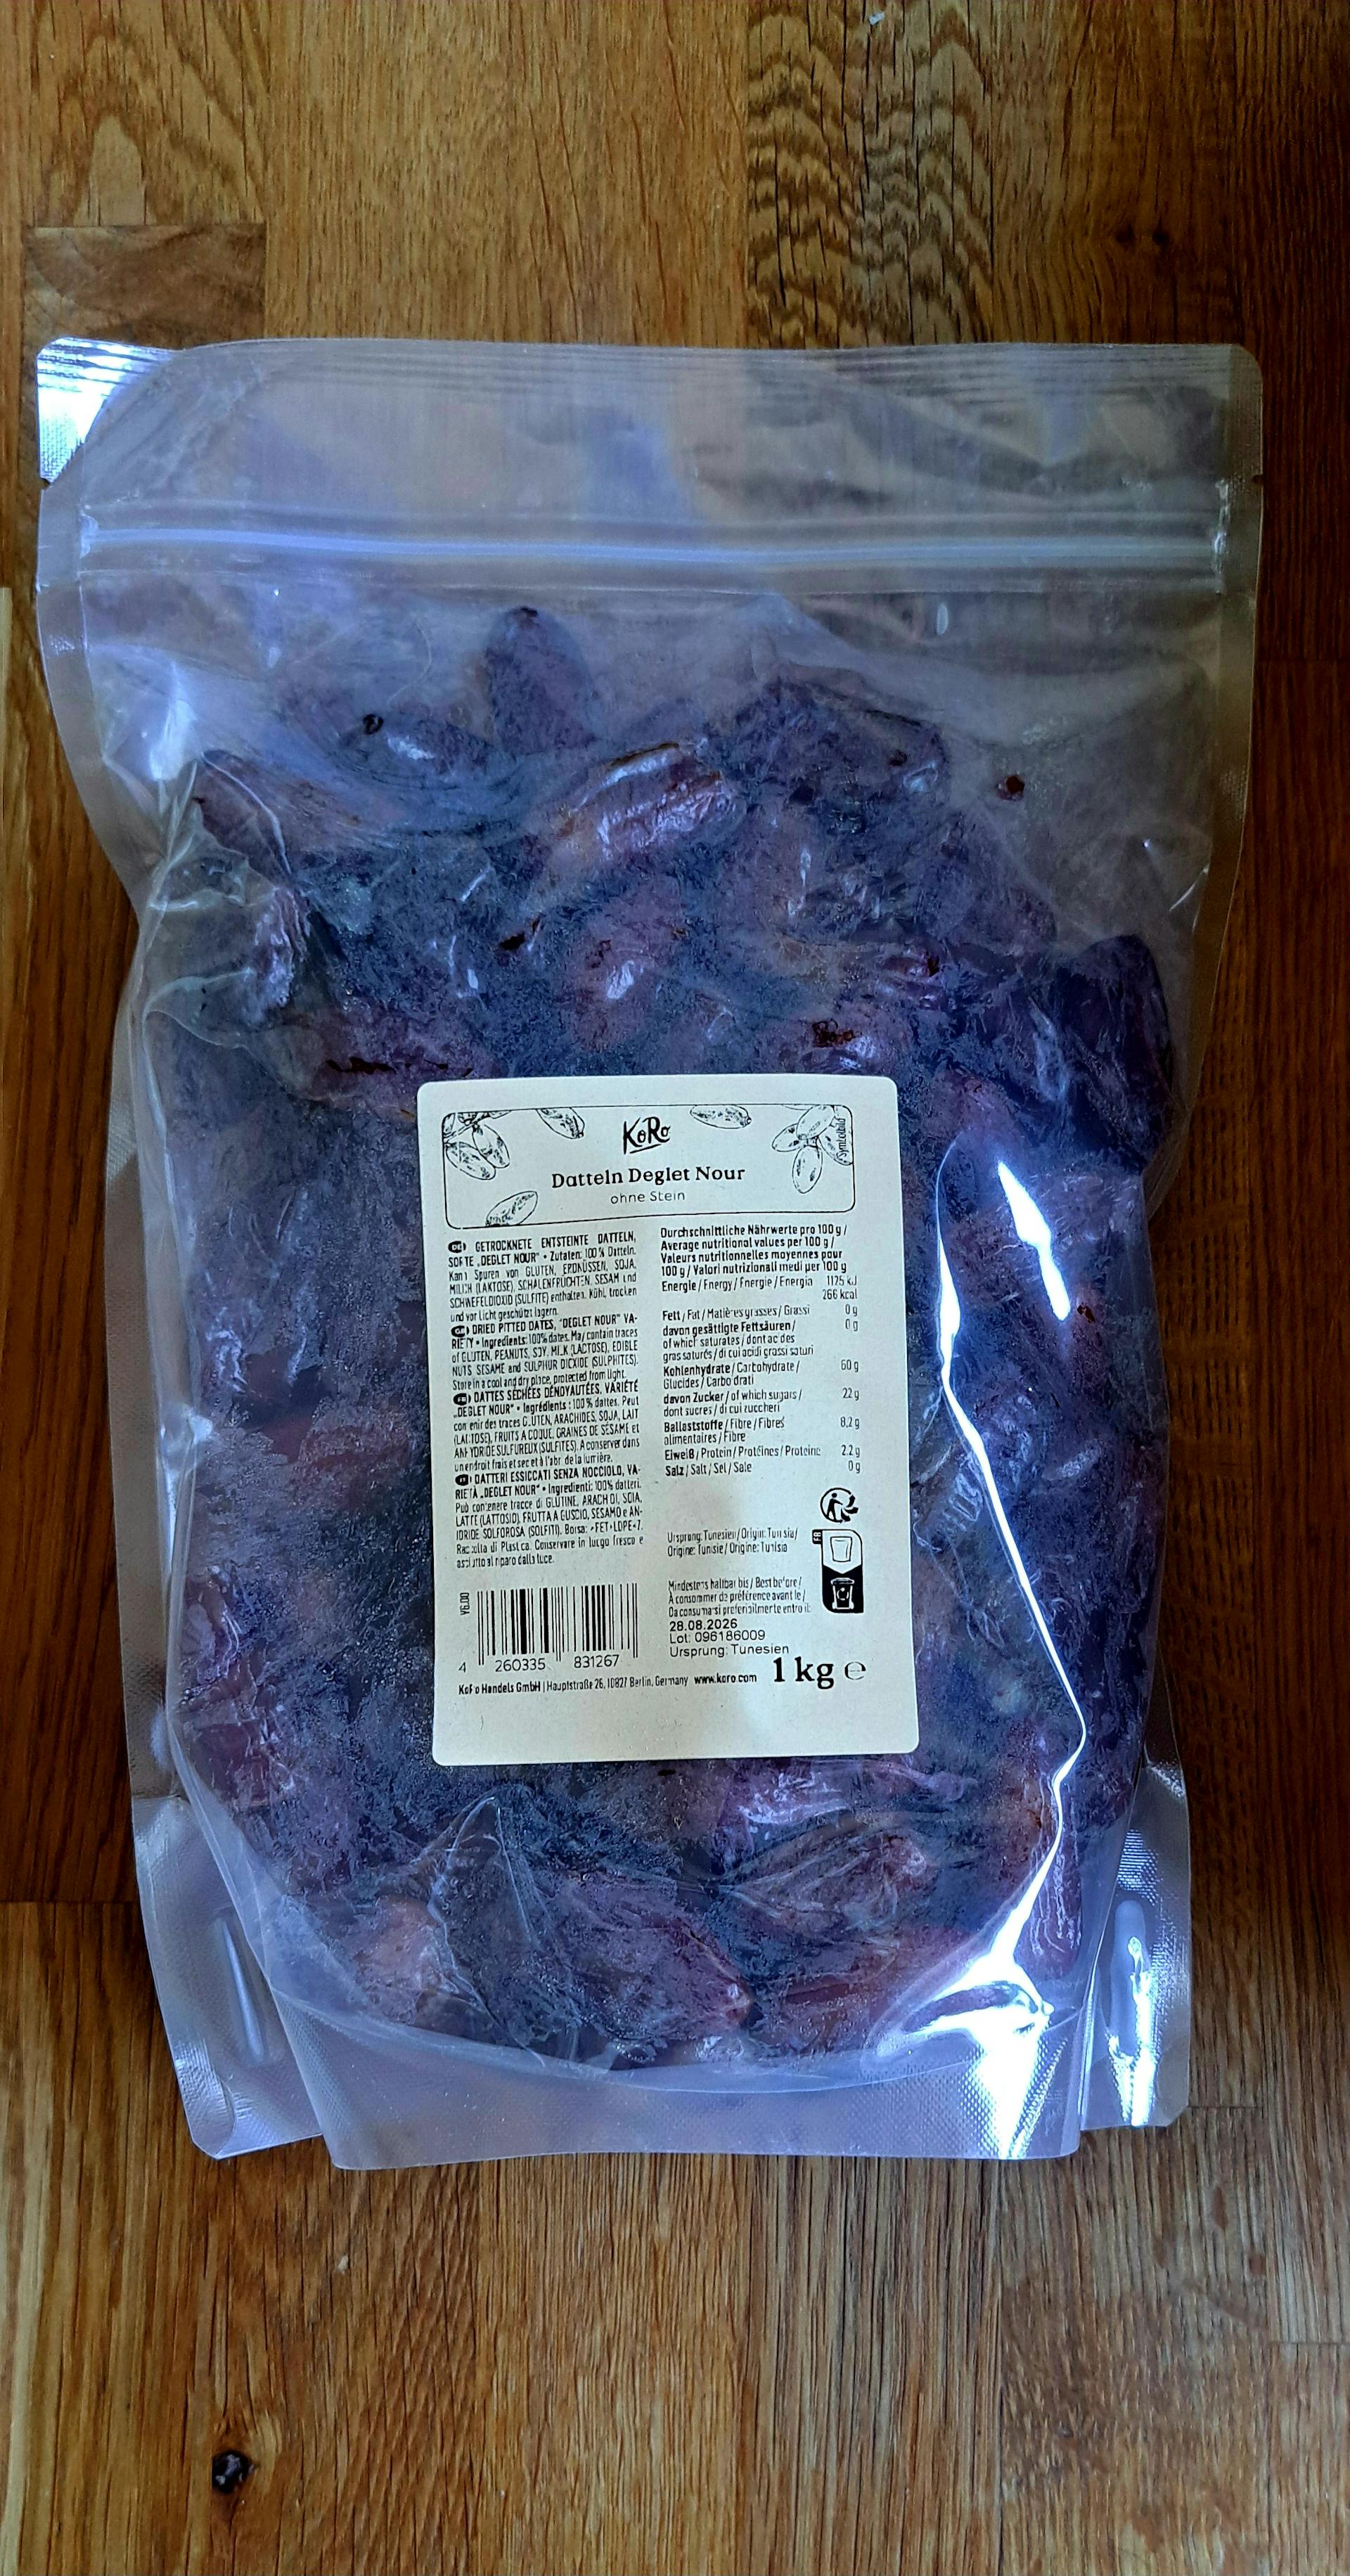 KoRo
Symbolbild
Datteln Deglet Nour
ohne Stein
DE GETROCKNETE ENTSTEINTE DATTELN,
SOFTE „DEGLET NOUR" • Zutaten: 100 % Datteln.
Kann Spuren von GLUTEN, ERDNÜSSEN, SOJA,
MILCH (LAKTOSE), SCHALENFRÜCHTEN, SESAM und
SCHWEFELDIOXID (SULFITE) enthalten. Kühl, trocken
und vor Licht geschützt lagern.
DRIED PITTED DATES, "DEGLET NOUR" VA-
RIETY • Ingredients: 100% dates. May contain traces
of GLUTEN, PEANUTS, SOY, MILK (LACTOSE), EDIBLE
NUTS SESAME and SULPHUR DIOXIDE (SULPHITES).
Store in a cool and dry place, protected from light.
DATTES SÉCHÉES DÉNOYAUTÉES, VARIÉTÉ
„DEGLET NOUR" • Ingrédients : 100 % dattes. Peut
contenir des traces GLUTEN, ARACHIDES, SOJA, LAIT
(LACTOSE), FRUITS A COQUE, GRAINES DE SÉSAME et
ANHYDRIDE SULFUREUX (SULFITES). A conserver dans
un endroit frais et sec et à l'abri de la lumière.
DATTERI ESSICCATI SENZA NOCCIOLO, VA-
RIETÀ „DEGLET NOUR" • Ingredienti: 100% datteri.
Può contenere tracce di GLUTINE, ARACHIDI, SOIA,
LATTE (LATTOSIO), FRUTTA A GUSCIO, SESAMO e AN-
IDRIDE SOLFOROSA (SOLFITI). Borsa: >PET+LDPE<7.
Raccolta di Plastica. Conservare in luogo fresco e
asciutto al riparo dalla luce.
Durchschnittliche Nährwerte pro 100 g /
Average nutritional values per 100 g /
Valeurs nutritionnelles moyennes pour
100 g / Valori nutrizionali medi per 100 g
Energie / Energy / Énergie / Energia 1125 kJ
266 kcal
Fett / Fat / Matières grasses / Grassi 0 g
davon gesättigte Fettsäuren / 0 g
of which saturates / dont acides
gras saturés / di cui acidi grassi saturi
Kohlenhydrate / Carbohydrate / 60 g
Glucides / Carboidrati
davon Zucker / of which sugars / 22 g
dont sucres / di cui zuccheri
Ballaststoffe / Fibre / Fibres 8,2 g
alimentaires / Fibre
Eiweiß / Protein / Protéines / Proteine 2,2 g
Salz / Salt / Sel / Sale 0 g
Ursprung: Tunesien / Origin: Tunisia /
Origine: Tunisie / Origine: Tunisia
FR
Mindestens haltbar bis / Best before /
À consommer de préférence avant le /
Da consumarsi preferibilmente entro il:
28.08.2026
Lot: 096186009
Ursprung: Tunesien
V6.00
4 260335 831267
1 kg e
KoRo Handels GmbH | Hauptstraße 26, 10827 Berlin, Germany www.koro.com